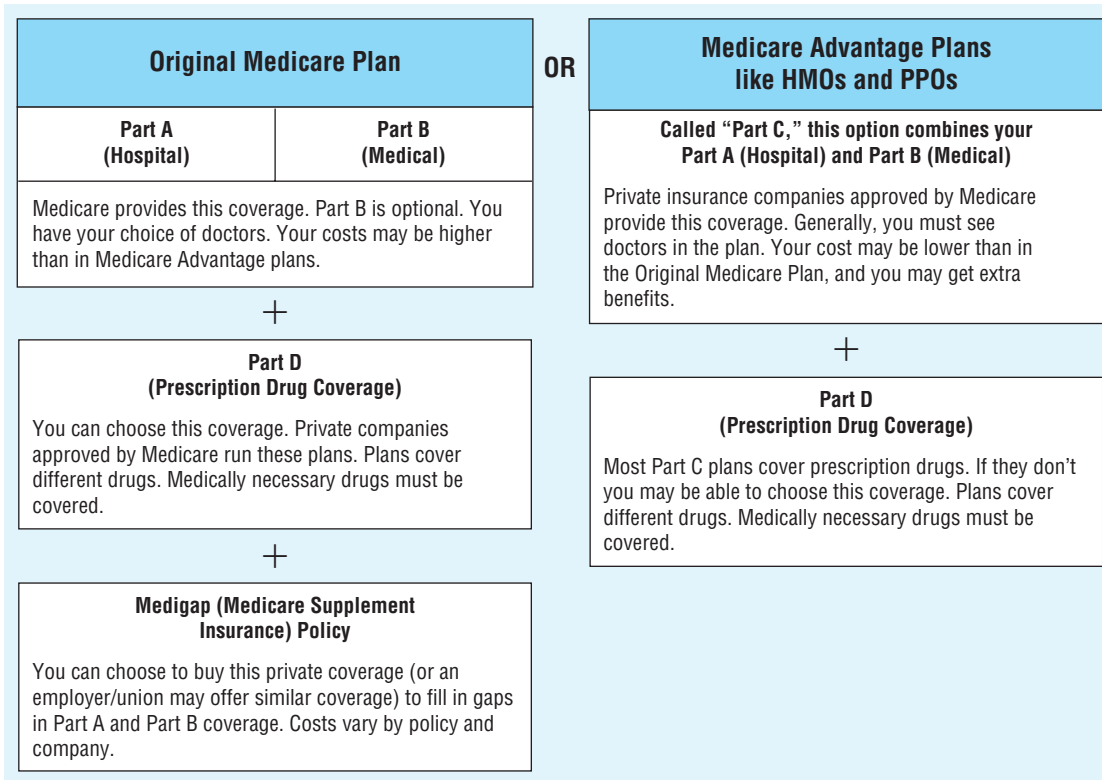 Original Medicare Plan
Part A
(Hospital)
Part B
(Medical)
Medicare provides this coverage. Part B is optional. You
have your choice of doctors. Your costs may be higher
than in Medicare Advantage plans.
+
Part D
(Prescription Drug Coverage)
You can choose this coverage. Private companies
approved by Medicare run these plans. Plans cover
different drugs. Medically necessary drugs must be
covered.
+
Medigap (Medicare Supplement
Insurance) Policy
You can choose to buy this private coverage (or an
employer/union may offer similar coverage) to fill in gaps
in Part A and Part B coverage. Costs vary by policy and
company.
OR
Medicare Advantage Plans
like HMOs and PPOs
Called “Part C,” this option combines your
Part A (Hospital) and Part B (Medical)
Private insurance companies approved by Medicare
provide this coverage. Generally, you must see
doctors in the plan. Your cost may be lower than in
the Original Medicare Plan, and you may get extra
benefits.
+
Part D
(Prescription Drug Coverage)
Most Part C plans cover prescription drugs. If they don’t
you may be able to choose this coverage. Plans cover
different drugs. Medically necessary drugs must be
covered.